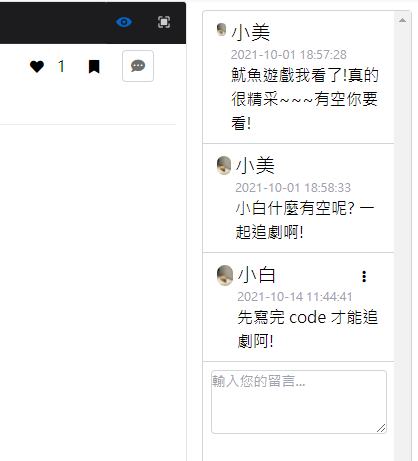 1
小美
2021-10-01 18:57:28
魷魚遊戲我看了!真的
很精采~~~有空你要
看!
小美
2021-10-01 18:58:33
小白什麼有空呢? 一
起追劇啊!
小白
2021-10-14 11:44:41
先寫完 code 才能追
劇阿!
輸入您的留言...